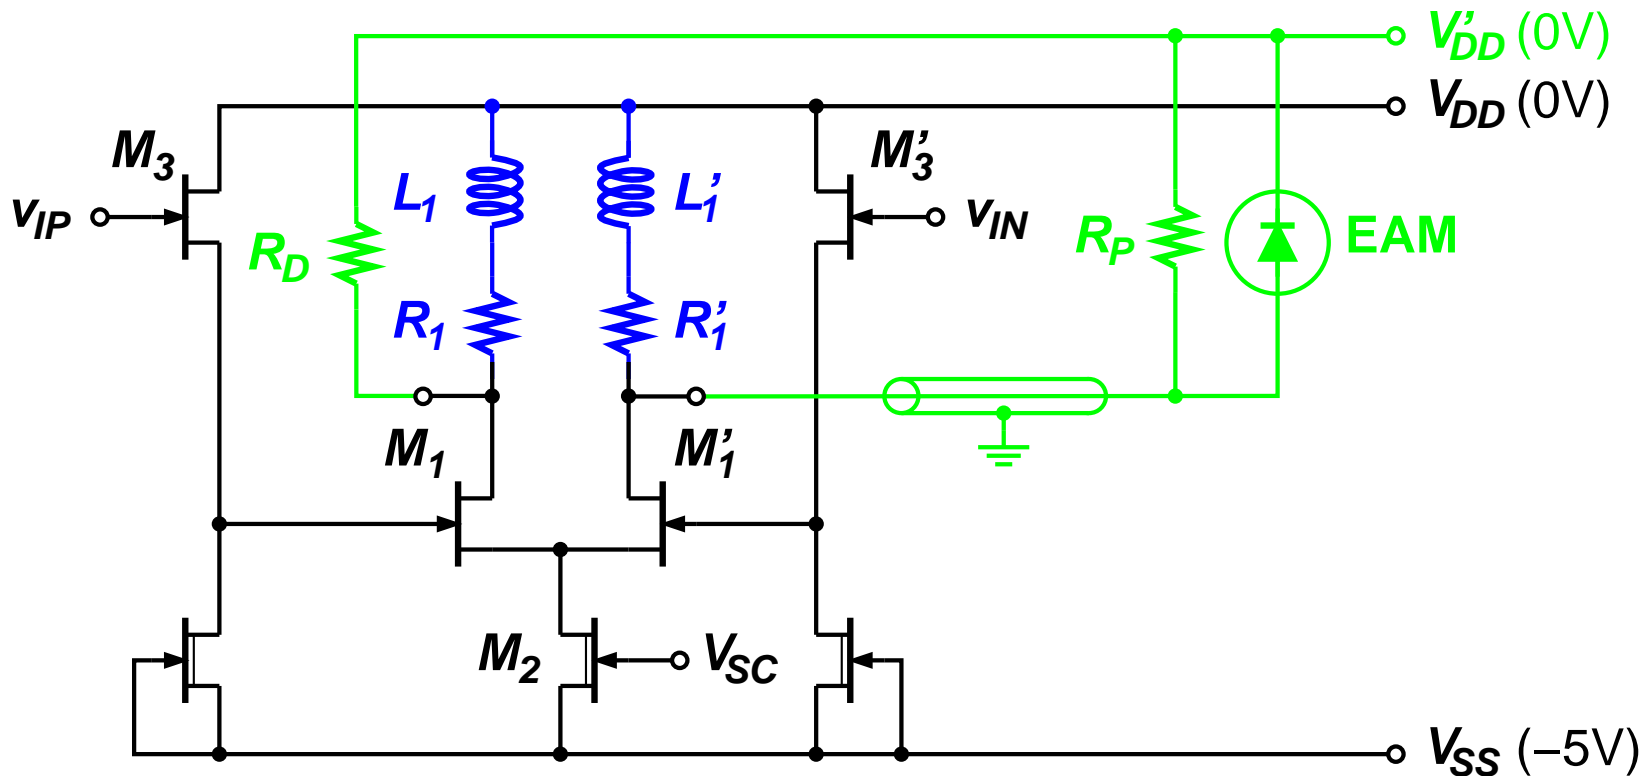 V'DD (0V)
VDD (0V)
M3
M'3
L1
L'1
vIP
vIN
RD
RP
EAM
R1
R'1
M1
M'1
M2
VSC
VSS (–5V)